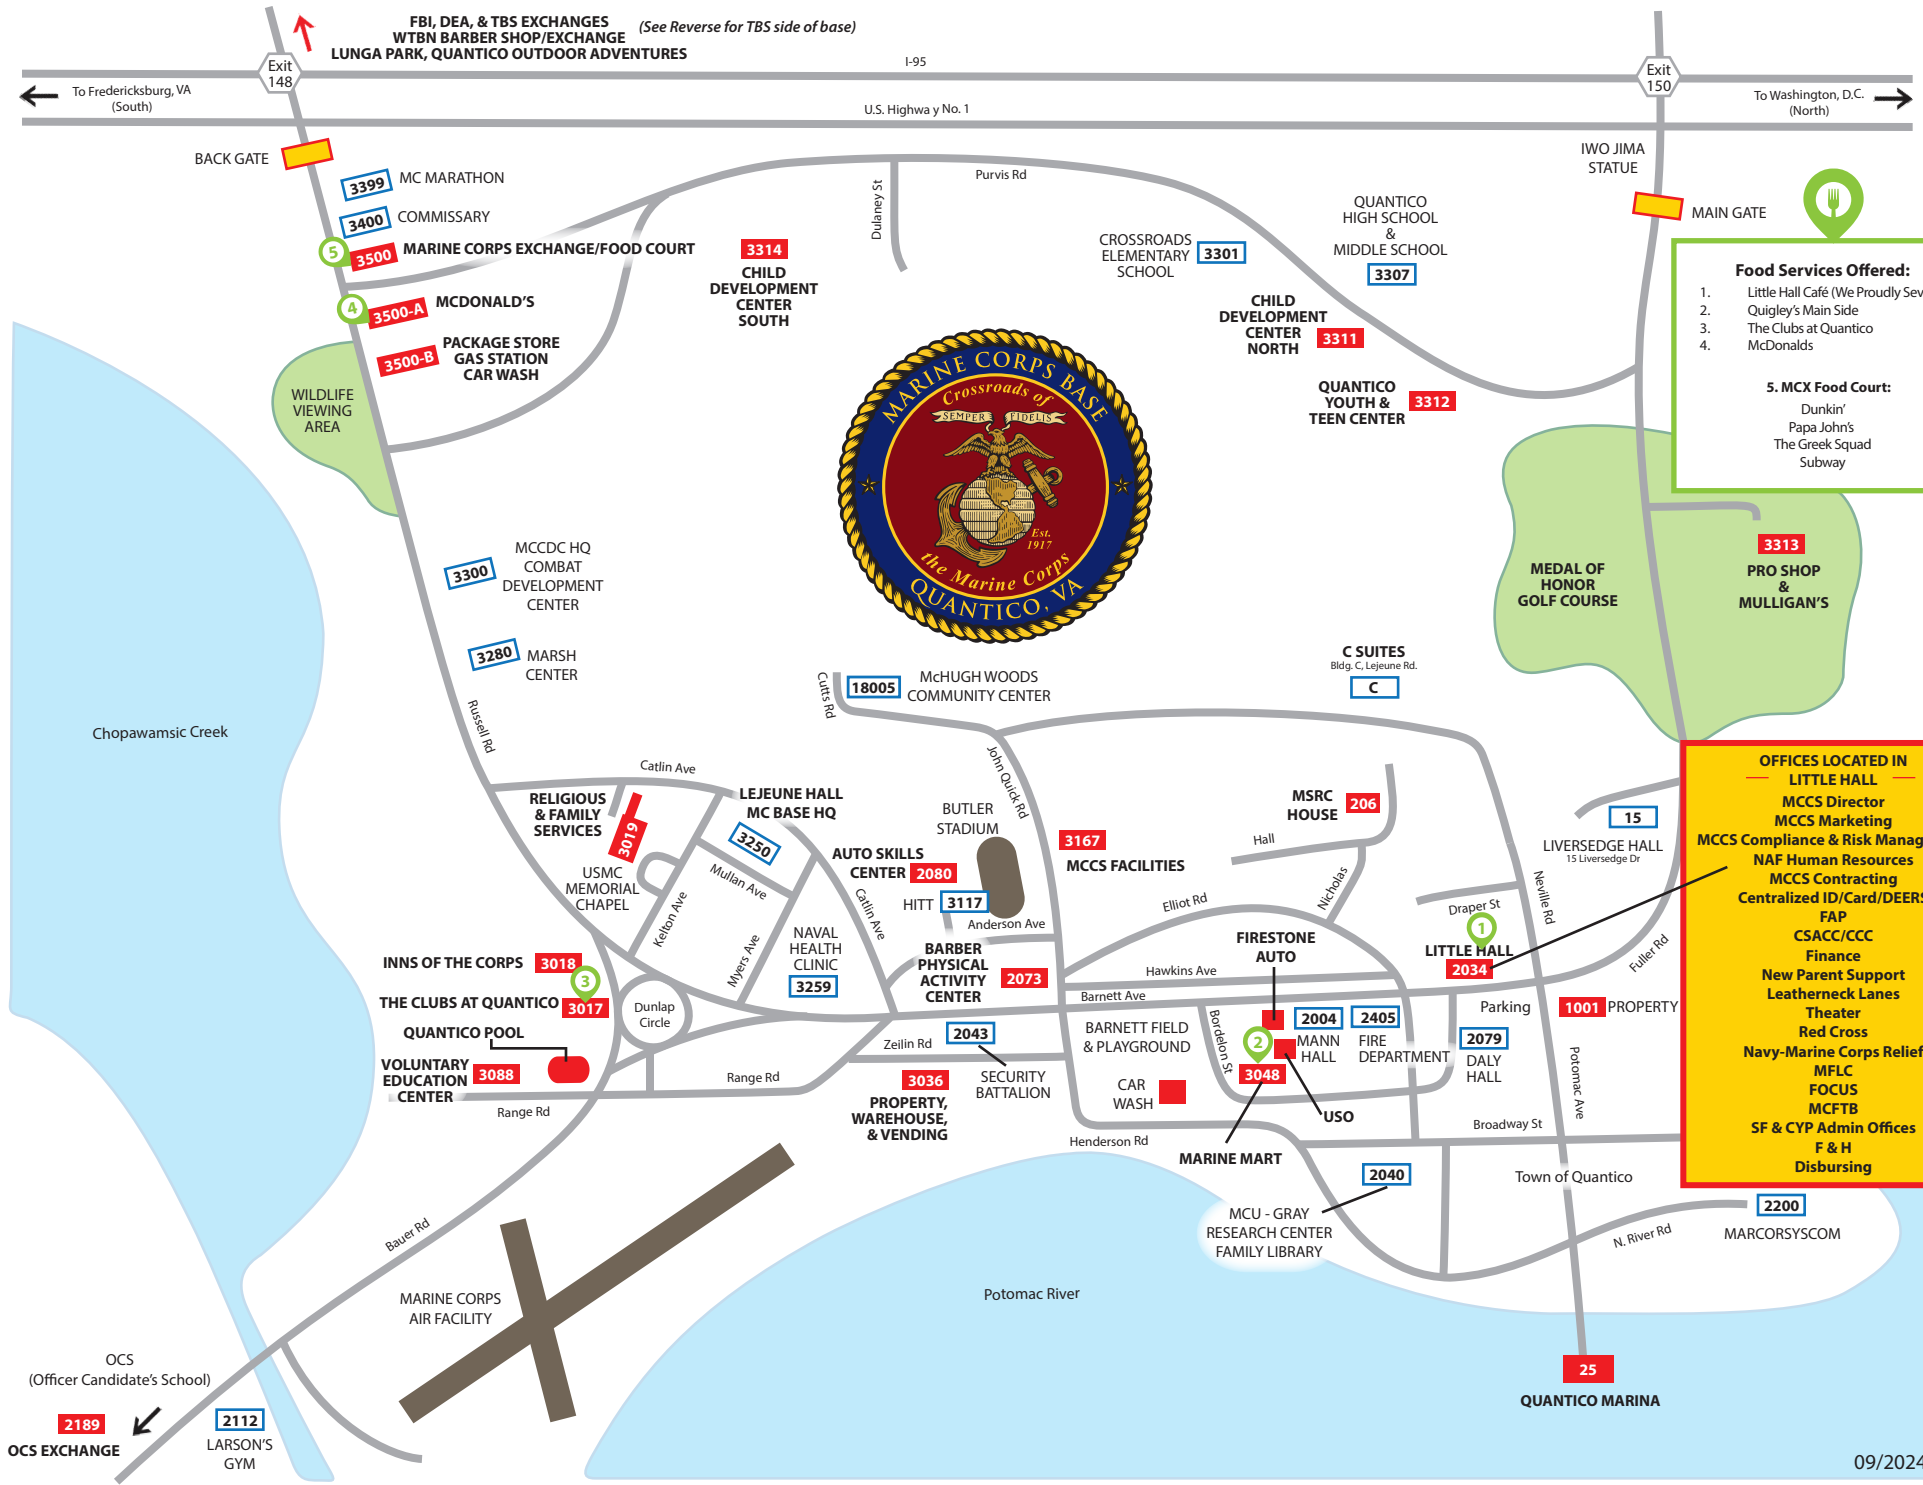 FBI, DEA, & TBS EXCHANGES
(See Reverse for TBS side of base)
WTBN BARBER SHOP/EXCHANGE
LUNGA PARK, QUANTICO OUTDOOR ADVENTURES
Exit
148
I-95
Exit
150
To Fredericksburg, VA
(South)
U.S. Highwa y No. 1
To Washington, D.C.
(North)
BACK GATE
IWO JIMA
STATUE
MAIN GATE
3399 MC MARATHON
3400 COMMISSARY
5 3500 MARINE CORPS EXCHANGE/FOOD COURT
4 3500-A MCDONALD'S
3500-B PACKAGE STORE
GAS STATION
CAR WASH
WILDLIFE
VIEWING
AREA
Purvis Rd
Dulaney St
3314
CHILD
DEVELOPMENT
CENTER
SOUTH
CROSSROADS
ELEMENTARY
SCHOOL
3301
QUANTICO
HIGH SCHOOL
&
MIDDLE SCHOOL
3307
CHILD
DEVELOPMENT
CENTER
NORTH
3311
QUANTICO
YOUTH &
TEEN CENTER
3312
Food Services Offered:
1. Little Hall Café (We Proudly Sev
2. Quigley's Main Side
3. The Clubs at Quantico
4. McDonalds
5. MCX Food Court:
Dunkin'
Papa John's
The Greek Squad
Subway
MARINE CORPS BASE
Crossroads of
SEMPER FIDELIS
Est.
1917
the Marine Corps
QUANTICO, VA
MEDAL OF
HONOR
GOLF COURSE
3313
PRO SHOP
&
MULLIGAN'S
3300
MCCDC HQ
COMBAT
DEVELOPMENT
CENTER
3280
MARSH
CENTER
Chopawamsic Creek
Russell Rd
Cutts Rd
18005
McHUGH WOODS
COMMUNITY CENTER
C SUITES
Bldg. C, Lejeune Rd.
C
John Quick Rd
Catlin Ave
RELIGIOUS
& FAMILY
SERVICES
3019
USMC
MEMORIAL
CHAPEL
LEJEUNE HALL
MC BASE HQ
3250
Mullan Ave
Kelton Ave
Myers Ave
Catlin Ave
NAVAL
HEALTH
CLINIC
3259
BUTLER
STADIUM
AUTO SKILLS
CENTER 2080
HITT 3117
Anderson Ave
BARBER
PHYSICAL
ACTIVITY
CENTER
2073
3167
MCCS FACILITIES
MSRC
HOUSE
206
Hall
Nicholas
Elliot Rd
Hawkins Ave
Barnett Ave
FIRESTONE
AUTO
Draper St
1
LITTLE HALL
2034
Neville Rd
Fuller Rd
15
LIVERSEDGE HALL
15 Liversedge Dr
OFFICES LOCATED IN
LITTLE HALL
MCCS Director
MCCS Marketing
MCCS Compliance & Risk Manag
NAF Human Resources
MCCS Contracting
Centralized ID/Card/DEERS
FAP
CSACC/CCC
Finance
New Parent Support
Leatherneck Lanes
Theater
Red Cross
Navy-Marine Corps Relief
MFLC
FOCUS
MCFTB
SF & CYP Admin Offices
F & H
Disbursing
INNS OF THE CORPS 3018
3
THE CLUBS AT QUANTICO 3017
QUANTICO POOL
Dunlap
Circle
VOLUNTARY
EDUCATION
CENTER
3088
Range Rd
Range Rd
Zeilin Rd
2043
SECURITY
BATTALION
3036
PROPERTY,
WAREHOUSE,
& VENDING
BARNETT FIELD
& PLAYGROUND
CAR
WASH
Bordelon St
2
3048
2004
MANN
HALL
2405
FIRE
DEPARTMENT
2079
DALY
HALL
Parking
1001 PROPERTY
USO
MARINE MART
Henderson Rd
Broadway St
Potomac Ave
Town of Quantico
2040
MCU - GRAY
RESEARCH CENTER
FAMILY LIBRARY
N. River Rd
2200
MARCORSYSCOM
Bauer Rd
MARINE CORPS
AIR FACILITY
Potomac River
25
QUANTICO MARINA
OCS
(Officer Candidate's School)
2189
OCS EXCHANGE
2112
LARSON'S
GYM
09/2024